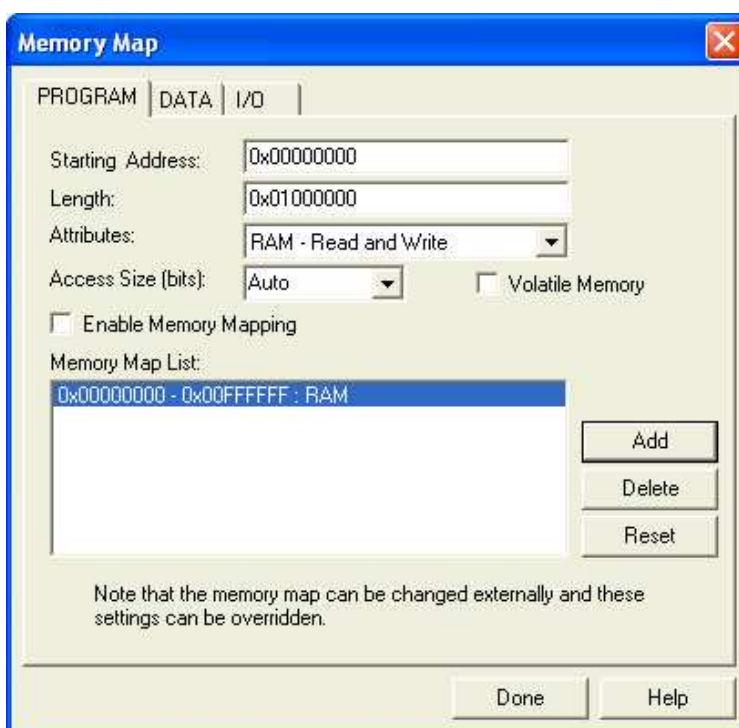 Memory Map
PROGRAM DATA I/O
Starting Address: 0x00000000
Length: 0x01000000
Attributes: RAM - Read and Write
Access Size (bits): Auto Volatile Memory
Enable Memory Mapping
Memory Map List:
0x00000000 - 0x00FFFFFF : RAM
Add
Delete
Reset
Note that the memory map can be changed externally and these
settings can be overridden.
Done Help